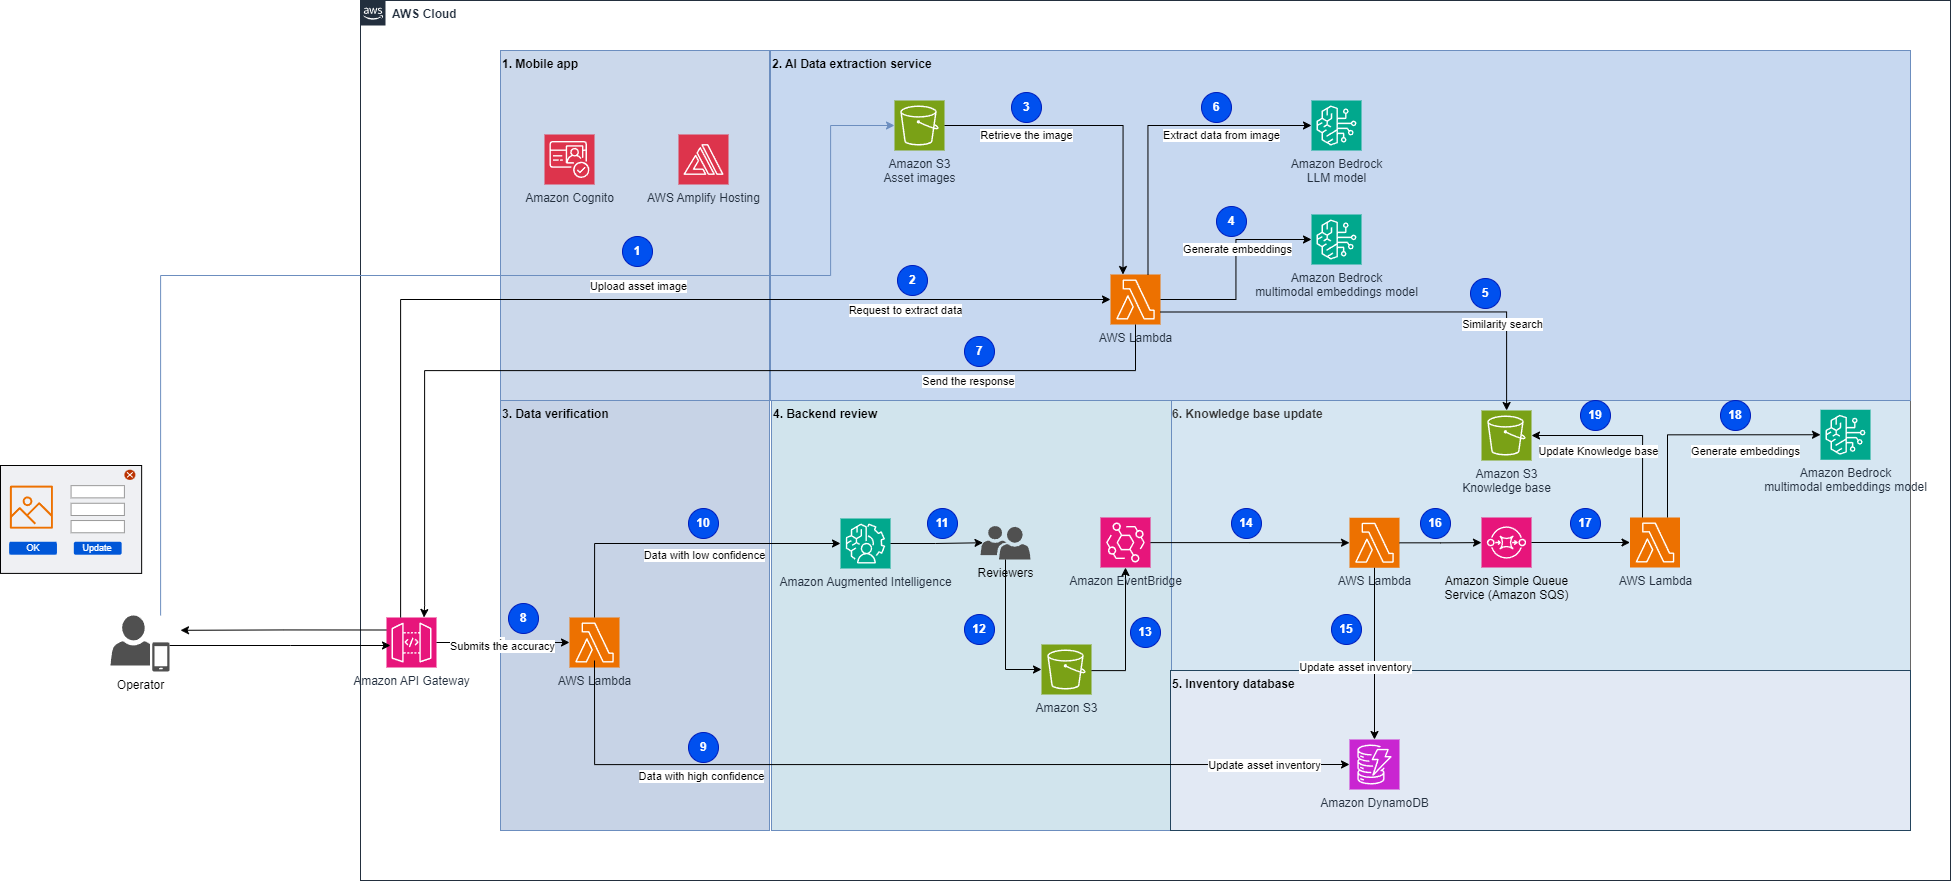 aws
AWS Cloud
1. Mobile app
2. AI Data extraction service
3
Retrieve the image
6
Extract data from image
Amazon S3
Asset images
Amazon Bedrock
LLM model
Amazon Cognito
AWS Amplify Hosting
4
Generate embeddings
1
Upload asset image
2
Request to extract data
Amazon Bedrock
multimodal embeddings model
5
Similarity search
AWS Lambda
7
Send the response
3. Data verification
4. Backend review
6. Knowledge base update
19
Update Knowledge base
18
Generate embeddings
Amazon S3
Knowledge base
Amazon Bedrock
multimodal embeddings model
OK
Update
10
Data with low confidence
11
14
16
17
Amazon Augmented Intelligence
Reviewers
Amazon EventBridge
AWS Lambda
Amazon Simple Queue
Service (Amazon SQS)
AWS Lambda
8
Submits the accuracy
12
13
15
Update asset inventory
Operator
Amazon API Gateway
AWS Lambda
Amazon S3
5. Inventory database
9
Data with high confidence
Update asset inventory
Amazon DynamoDB